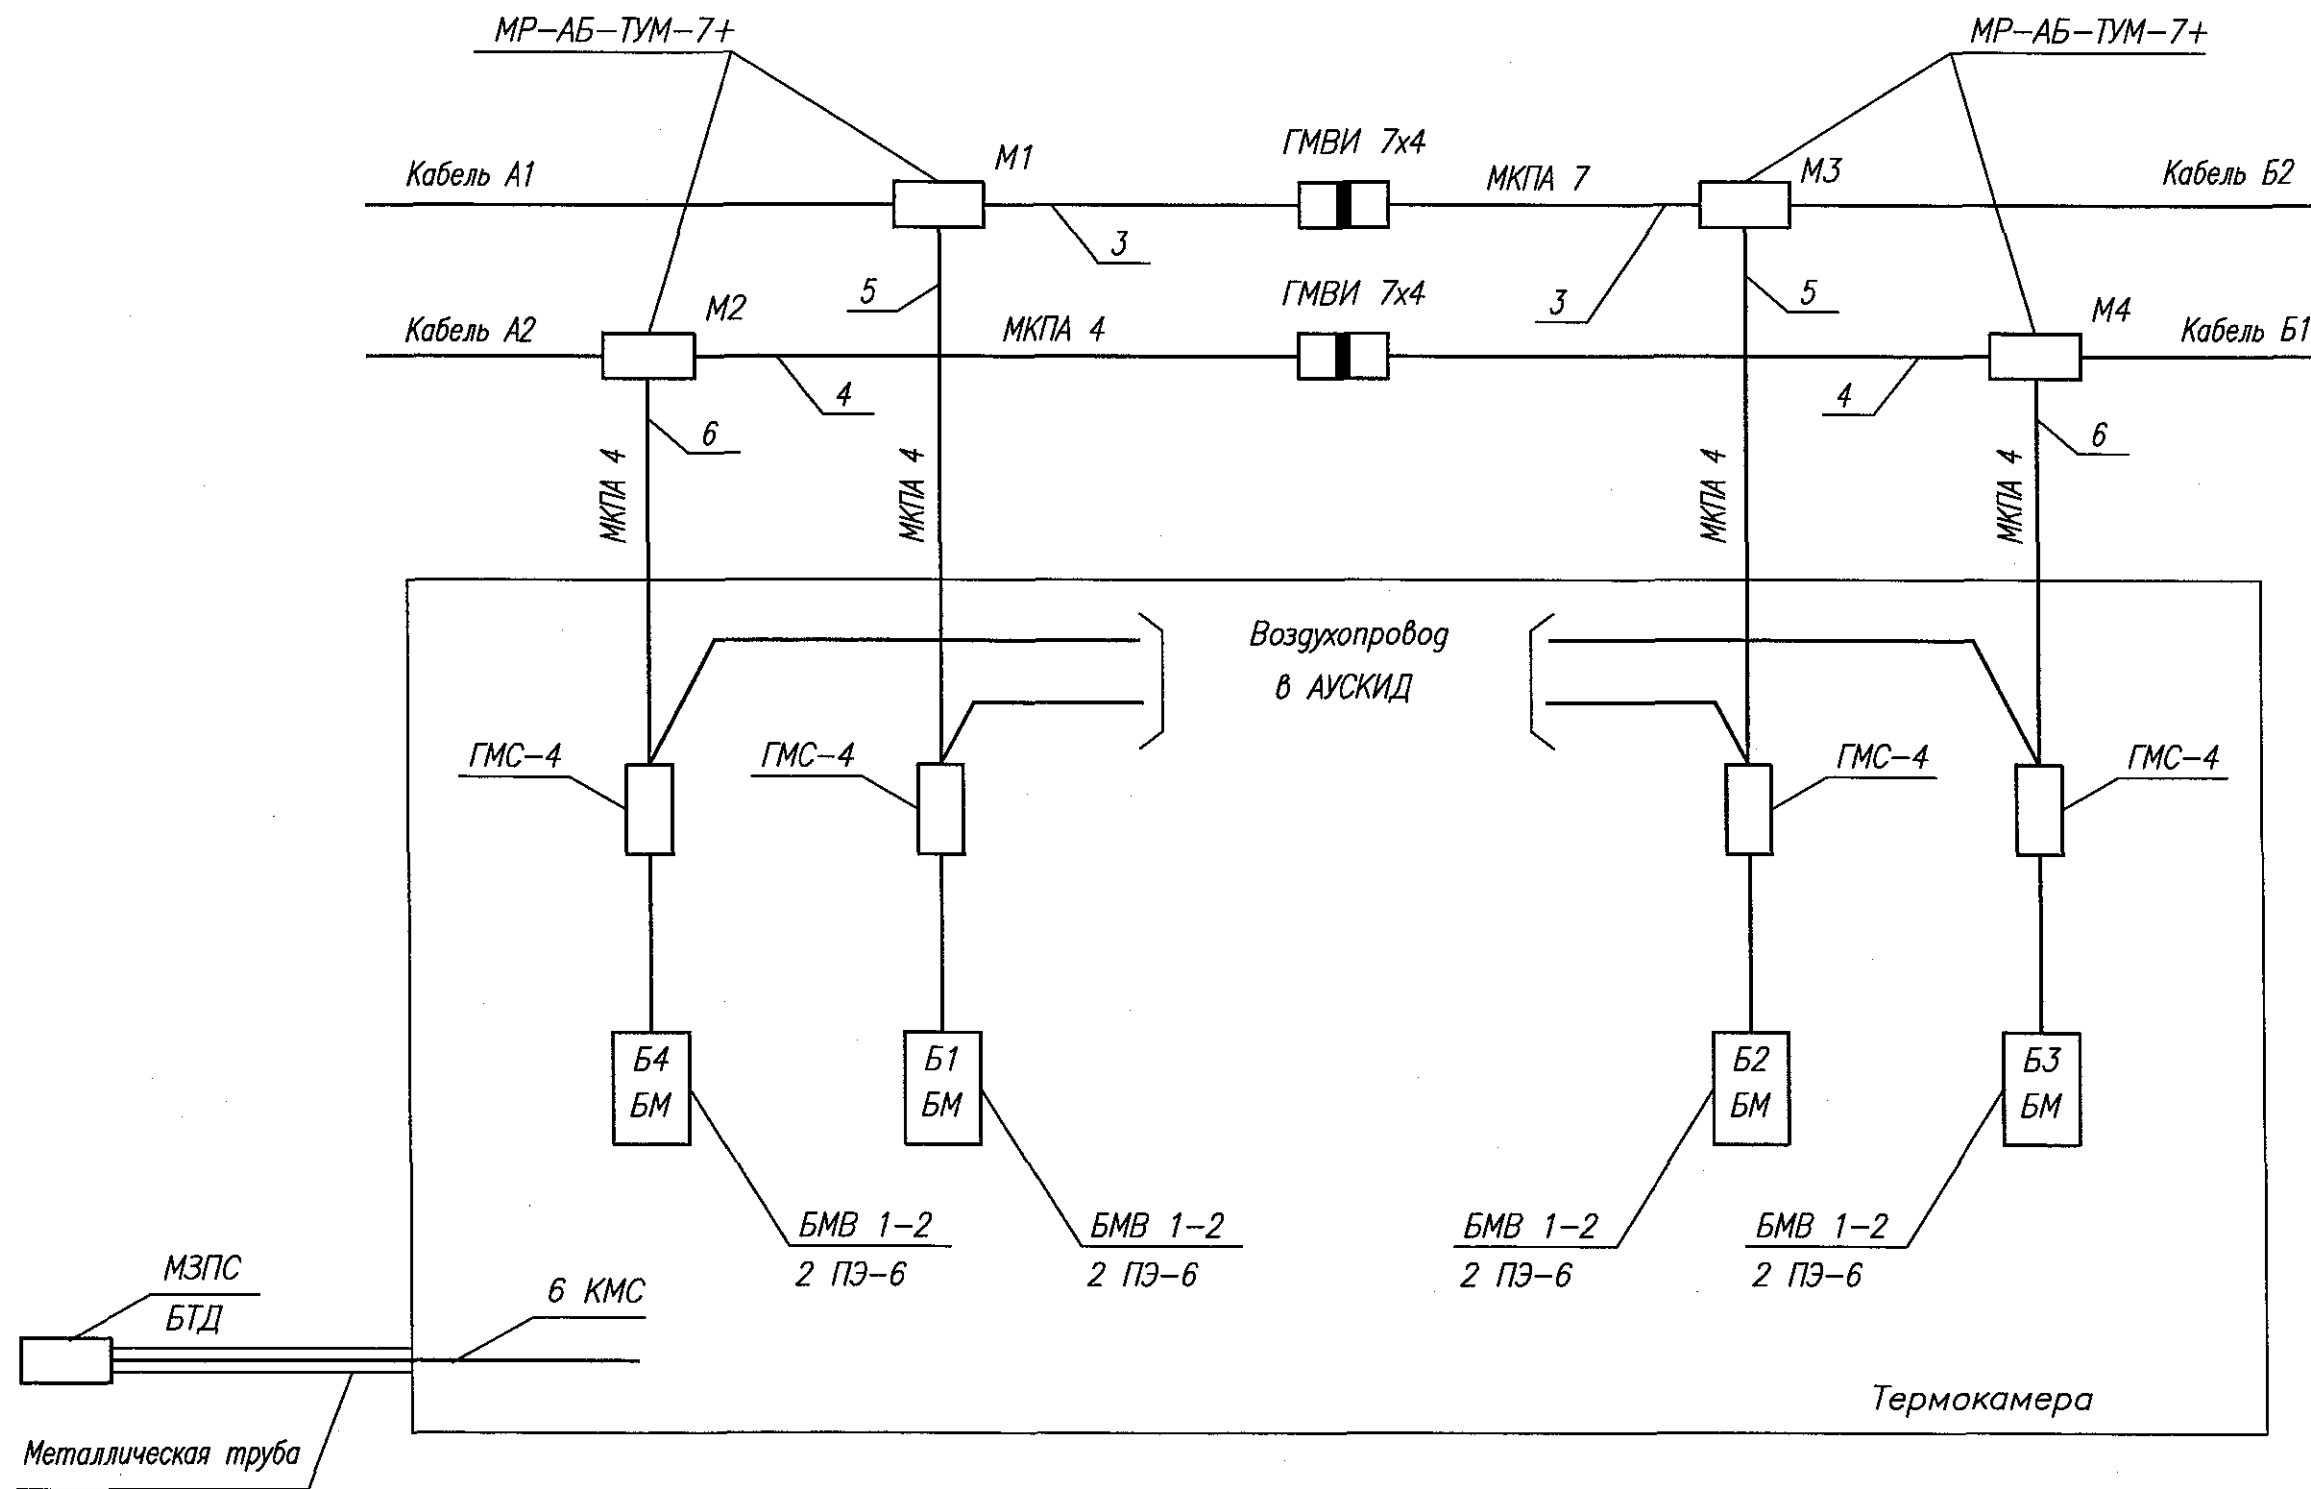 МР-АБ-ТУМ-7+
МР-АБ-ТУМ-7+
Кабель А1
М1
ГМВИ 7х4
МКПА 7
М3
Кабель Б2
3
3
5
5
Кабель А2
М2
МКПА 4
ГМВИ 7х4
М4
Кабель Б1
4
4
6
6
МКПА 4
МКПА 4
МКПА 4
МКПА 4
Воздухопровод
в АУСКИД
ГМС-4
ГМС-4
ГМС-4
ГМС-4
Б4
БМ
Б1
БМ
Б2
БМ
Б3
БМ
БМВ 1-2
2 ПЭ-6
БМВ 1-2
2 ПЭ-6
БМВ 1-2
2 ПЭ-6
БМВ 1-2
2 ПЭ-6
МЗПС
БТД
6 КМС
Термокамера
Металлическая труба